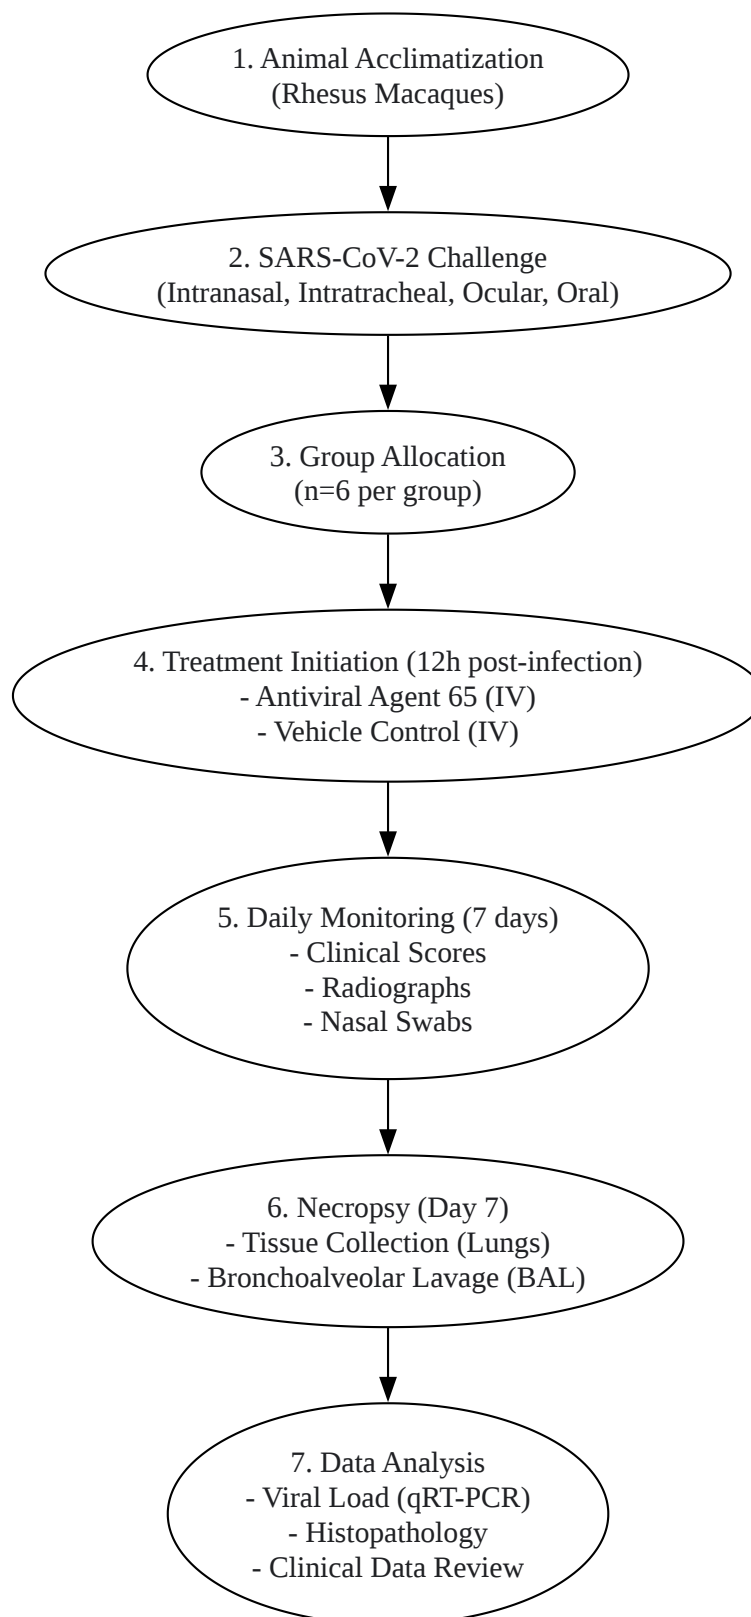 1. Animal Acclimatization
(Rhesus Macaques)
2. SARS-CoV-2 Challenge
(Intranasal, Intratracheal, Ocular, Oral)
3. Group Allocation
(n=6 per group)
4. Treatment Initiation (12h post-infection)
- Antiviral Agent 65 (IV)
- Vehicle Control (IV)
5. Daily Monitoring (7 days)
- Clinical Scores
- Radiographs
- Nasal Swabs
6. Necropsy (Day 7)
- Tissue Collection (Lungs)
- Bronchoalveolar Lavage (BAL)
7. Data Analysis
- Viral Load (qRT-PCR)
- Histopathology
- Clinical Data Review